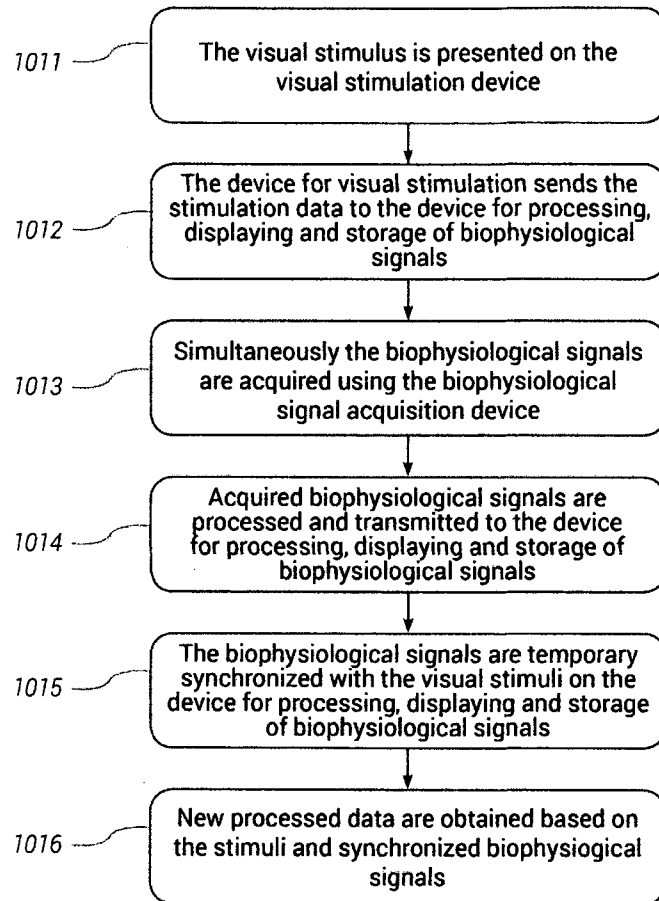 1011
The visual stimulus is presented on the
visual stimulation device
1012
The device for visual stimulation sends the
stimulation data to the device for processing,
displaying and storage of biophysiological
signals
1013
Simultaneously the biophysiological signals
are acquired using the biophysiological
signal acquisition device
1014
Acquired biophysiological signals are
processed and transmitted to the device
for processing, displaying and storage of
biophysiological signals
1015
The biophysiological signals are temporary
synchronized with the visual stimuli on the
device for processing, displaying and storage
of biophysiological signals
1016
New processed data are obtained based on
the stimuli and synchronized biophysiogical
signals